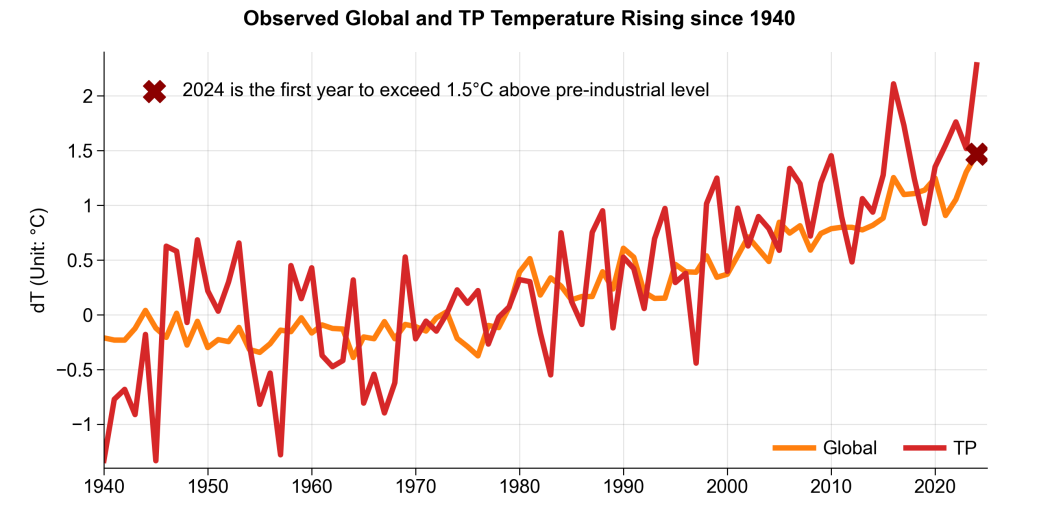 Observed Global and TP Temperature Rising since 1940
2024 is the first year to exceed 1.5°C above pre-industrial level
dT (Unit: °C)
2
1.5
1
0.5
0
−0.5
−1
Global TP
1940 1950 1960 1970 1980 1990 2000 2010 2020